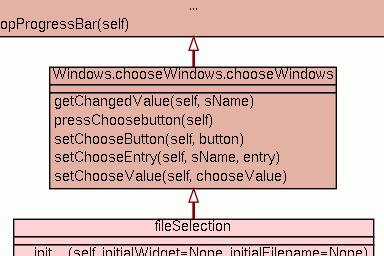 ...
opProgressBar(self)
Windows.chooseWindows.chooseWindows
getChangedValue(self, sName)
pressChoosebutton(self)
setChooseButton(self, button)
setChooseEntry(self, sName, entry)
setChooseValue(self, chooseValue)
fileSelection
__init__(self, initialWidget=None, initialFilename=None)